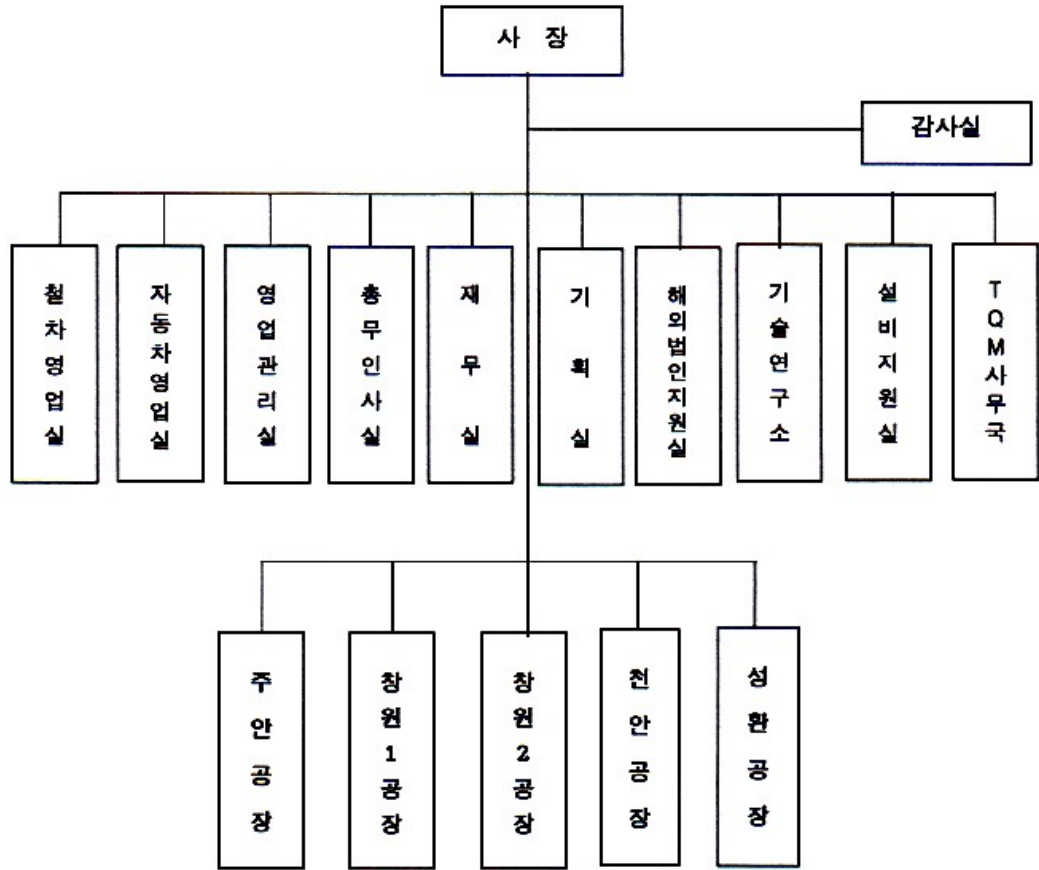 사 장
감사실
철차영업실
자동차영업실
영업관리실
총무인사실
재무실
기획실
해외법인지원실
기술연구소
설비지원실
TQM사무국
주안공장
창원1공장
창원2공장
천안공장
성환공장